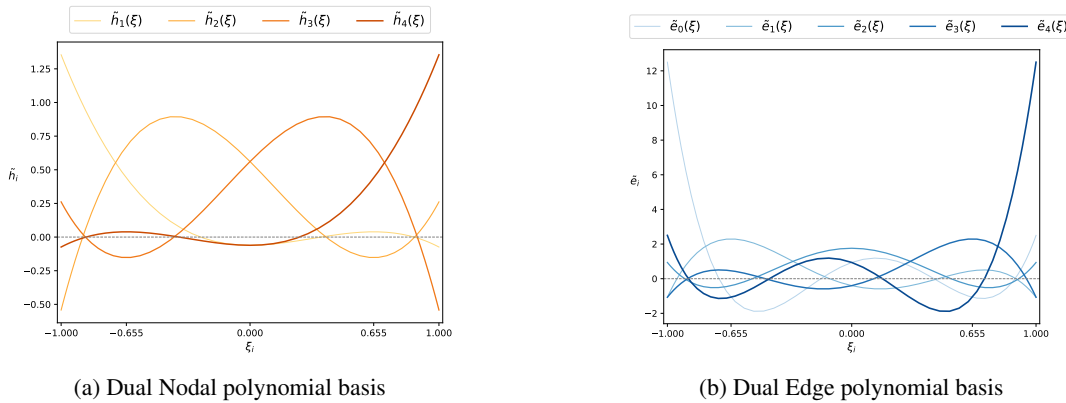 h̃₁(ξ) h̃₂(ξ) h̃₃(ξ) h̃₄(ξ)
1.25
1.00
0.75
0.50
0.25
0.00
−0.25
−0.50
h̃ᵢ
−1.000 −0.655 0.000 0.655 1.000
ξᵢ
(a) Dual Nodal polynomial basis
ẽ₀(ξ) ẽ₁(ξ) ẽ₂(ξ) ẽ₃(ξ) ẽ₄(ξ)
12
10
8
6
4
2
0
−2
ẽᵢ
−1.000 −0.655 0.000 0.655 1.000
ξᵢ
(b) Dual Edge polynomial basis